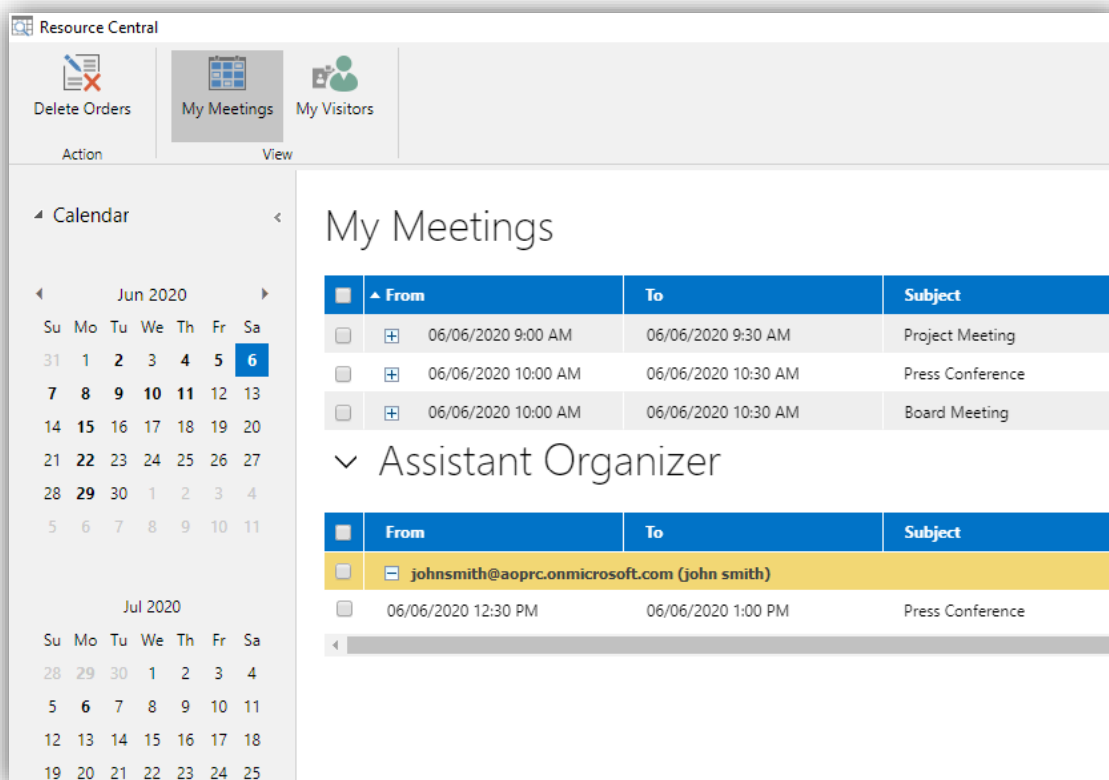 Resource Central
Delete Orders
My Meetings
My Visitors
Action
View
Calendar
Jun 2020
Su Mo Tu We Th Fr Sa
31 1 2 3 4 5 6
7 8 9 10 11 12 13
14 15 16 17 18 19 20
21 22 23 24 25 26 27
28 29 30 1 2 3 4
5 6 7 8 9 10 11
Jul 2020
Su Mo Tu We Th Fr Sa
28 29 30 1 2 3 4
5 6 7 8 9 10 11
12 13 14 15 16 17 18
19 20 21 22 23 24 25
My Meetings
From To Subject
06/06/2020 9:00 AM 06/06/2020 9:30 AM Project Meeting
06/06/2020 10:00 AM 06/06/2020 10:30 AM Press Conference
06/06/2020 10:00 AM 06/06/2020 10:30 AM Board Meeting
Assistant Organizer
From To Subject
johnsmith@aoprc.onmicrosoft.com (john smith)
06/06/2020 12:30 PM 06/06/2020 1:00 PM Press Conference